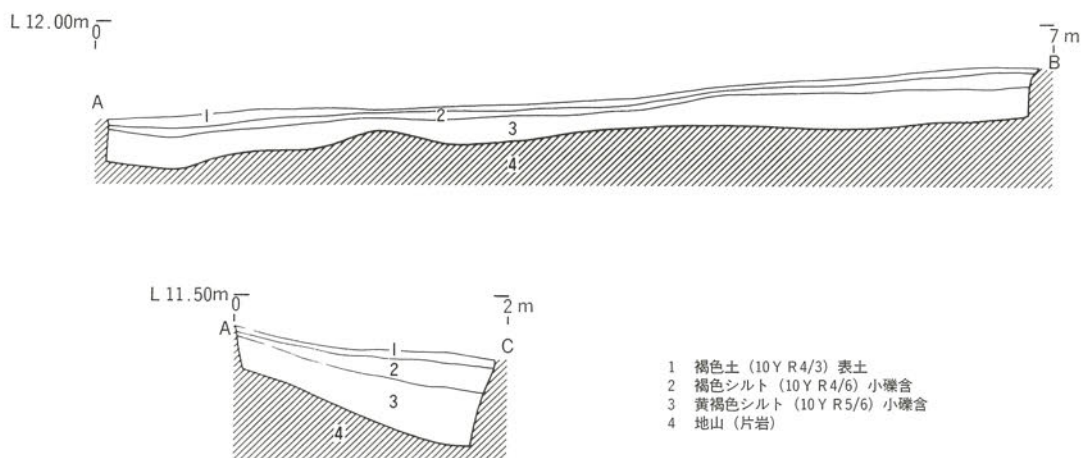 L 12.00m
0
7 m
A
B
1
2
3
4
L 11.50m
0
2 m
A
C
1
2
3
4
1 褐色土（10YR4/3）表土
2 褐色シルト（10YR4/6）小礫含
3 黄褐色シルト（10YR5/6）小礫含
4 地山（片岩）